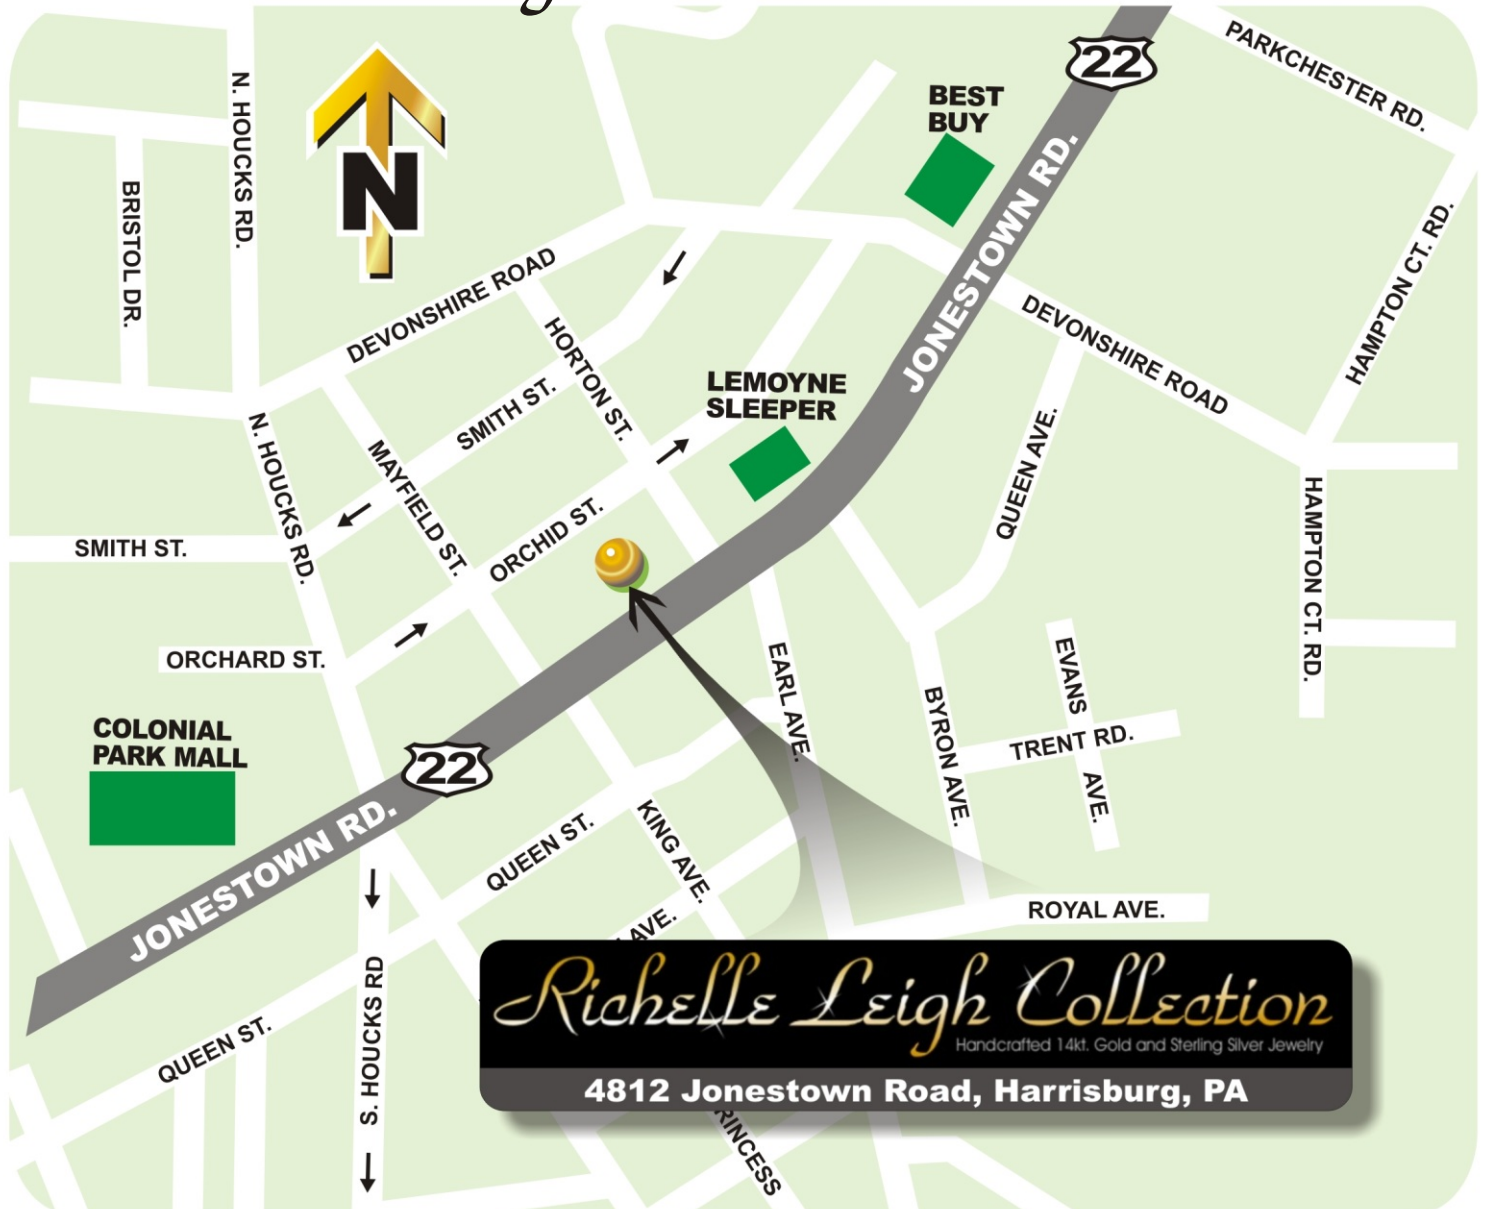 22
PARKCHESTER RD.
N. HOUCKS RD.
BEST
BUY
N
JONESTOWN RD.
BRISTOL DR.
HAMPTON CT. RD.
DEVONSHIRE ROAD
DEVONSHIRE ROAD
HORTON ST.
LEMOYNE
SLEEPER
SMITH ST.
QUEEN AVE.
N. HOUCKS RD.
MAYFIELD ST.
ORCHID ST.
HAMPTON CT. RD.
SMITH ST.
ORCHARD ST.
EARL AVE.
EVANS
AVE.
BYRON AVE.
TRENT RD.
COLONIAL
PARK MALL
22
JONESTOWN RD.
KING AVE.
QUEEN ST.
AVE.
ROYAL AVE.
S. HOUCKS RD
QUEEN ST.
Richelle Leigh Collection
Handcrafted 14kt. Gold and Sterling Silver Jewelry
4812 Jonestown Road, Harrisburg, PA
RINCESS